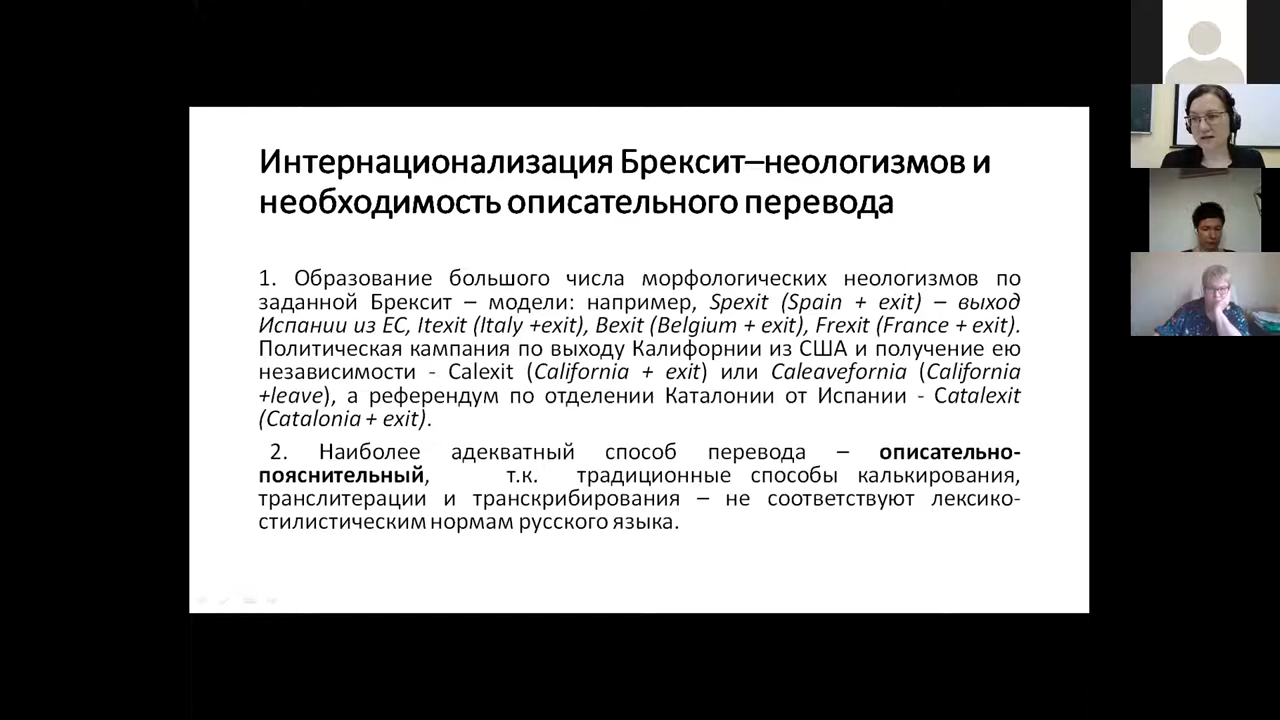 Интернационализация Брексит–неологизмов и
необходимость описательного перевода
1. Образование большого числа морфологических неологизмов по
заданной Брексит – модели: например, Spexit (Spain + exit) – выход
Испании из ЕС, Itexit (Italy +exit), Bexit (Belgium + exit), Frexit (France + exit).
Политическая кампания по выходу Калифорнии из США и получение ею
независимости - Calexit (California + exit) или Caleavefornia (California
+leave), а референдум по отделении Каталонии от Испании - Catalexit
(Catalonia + exit).
2. Наиболее адекватный способ перевода – описательно-
пояснительный, т.к. традиционные способы калькирования,
транслитерации и транскрибирования – не соответствуют лексико-
стилистическим нормам русского языка.